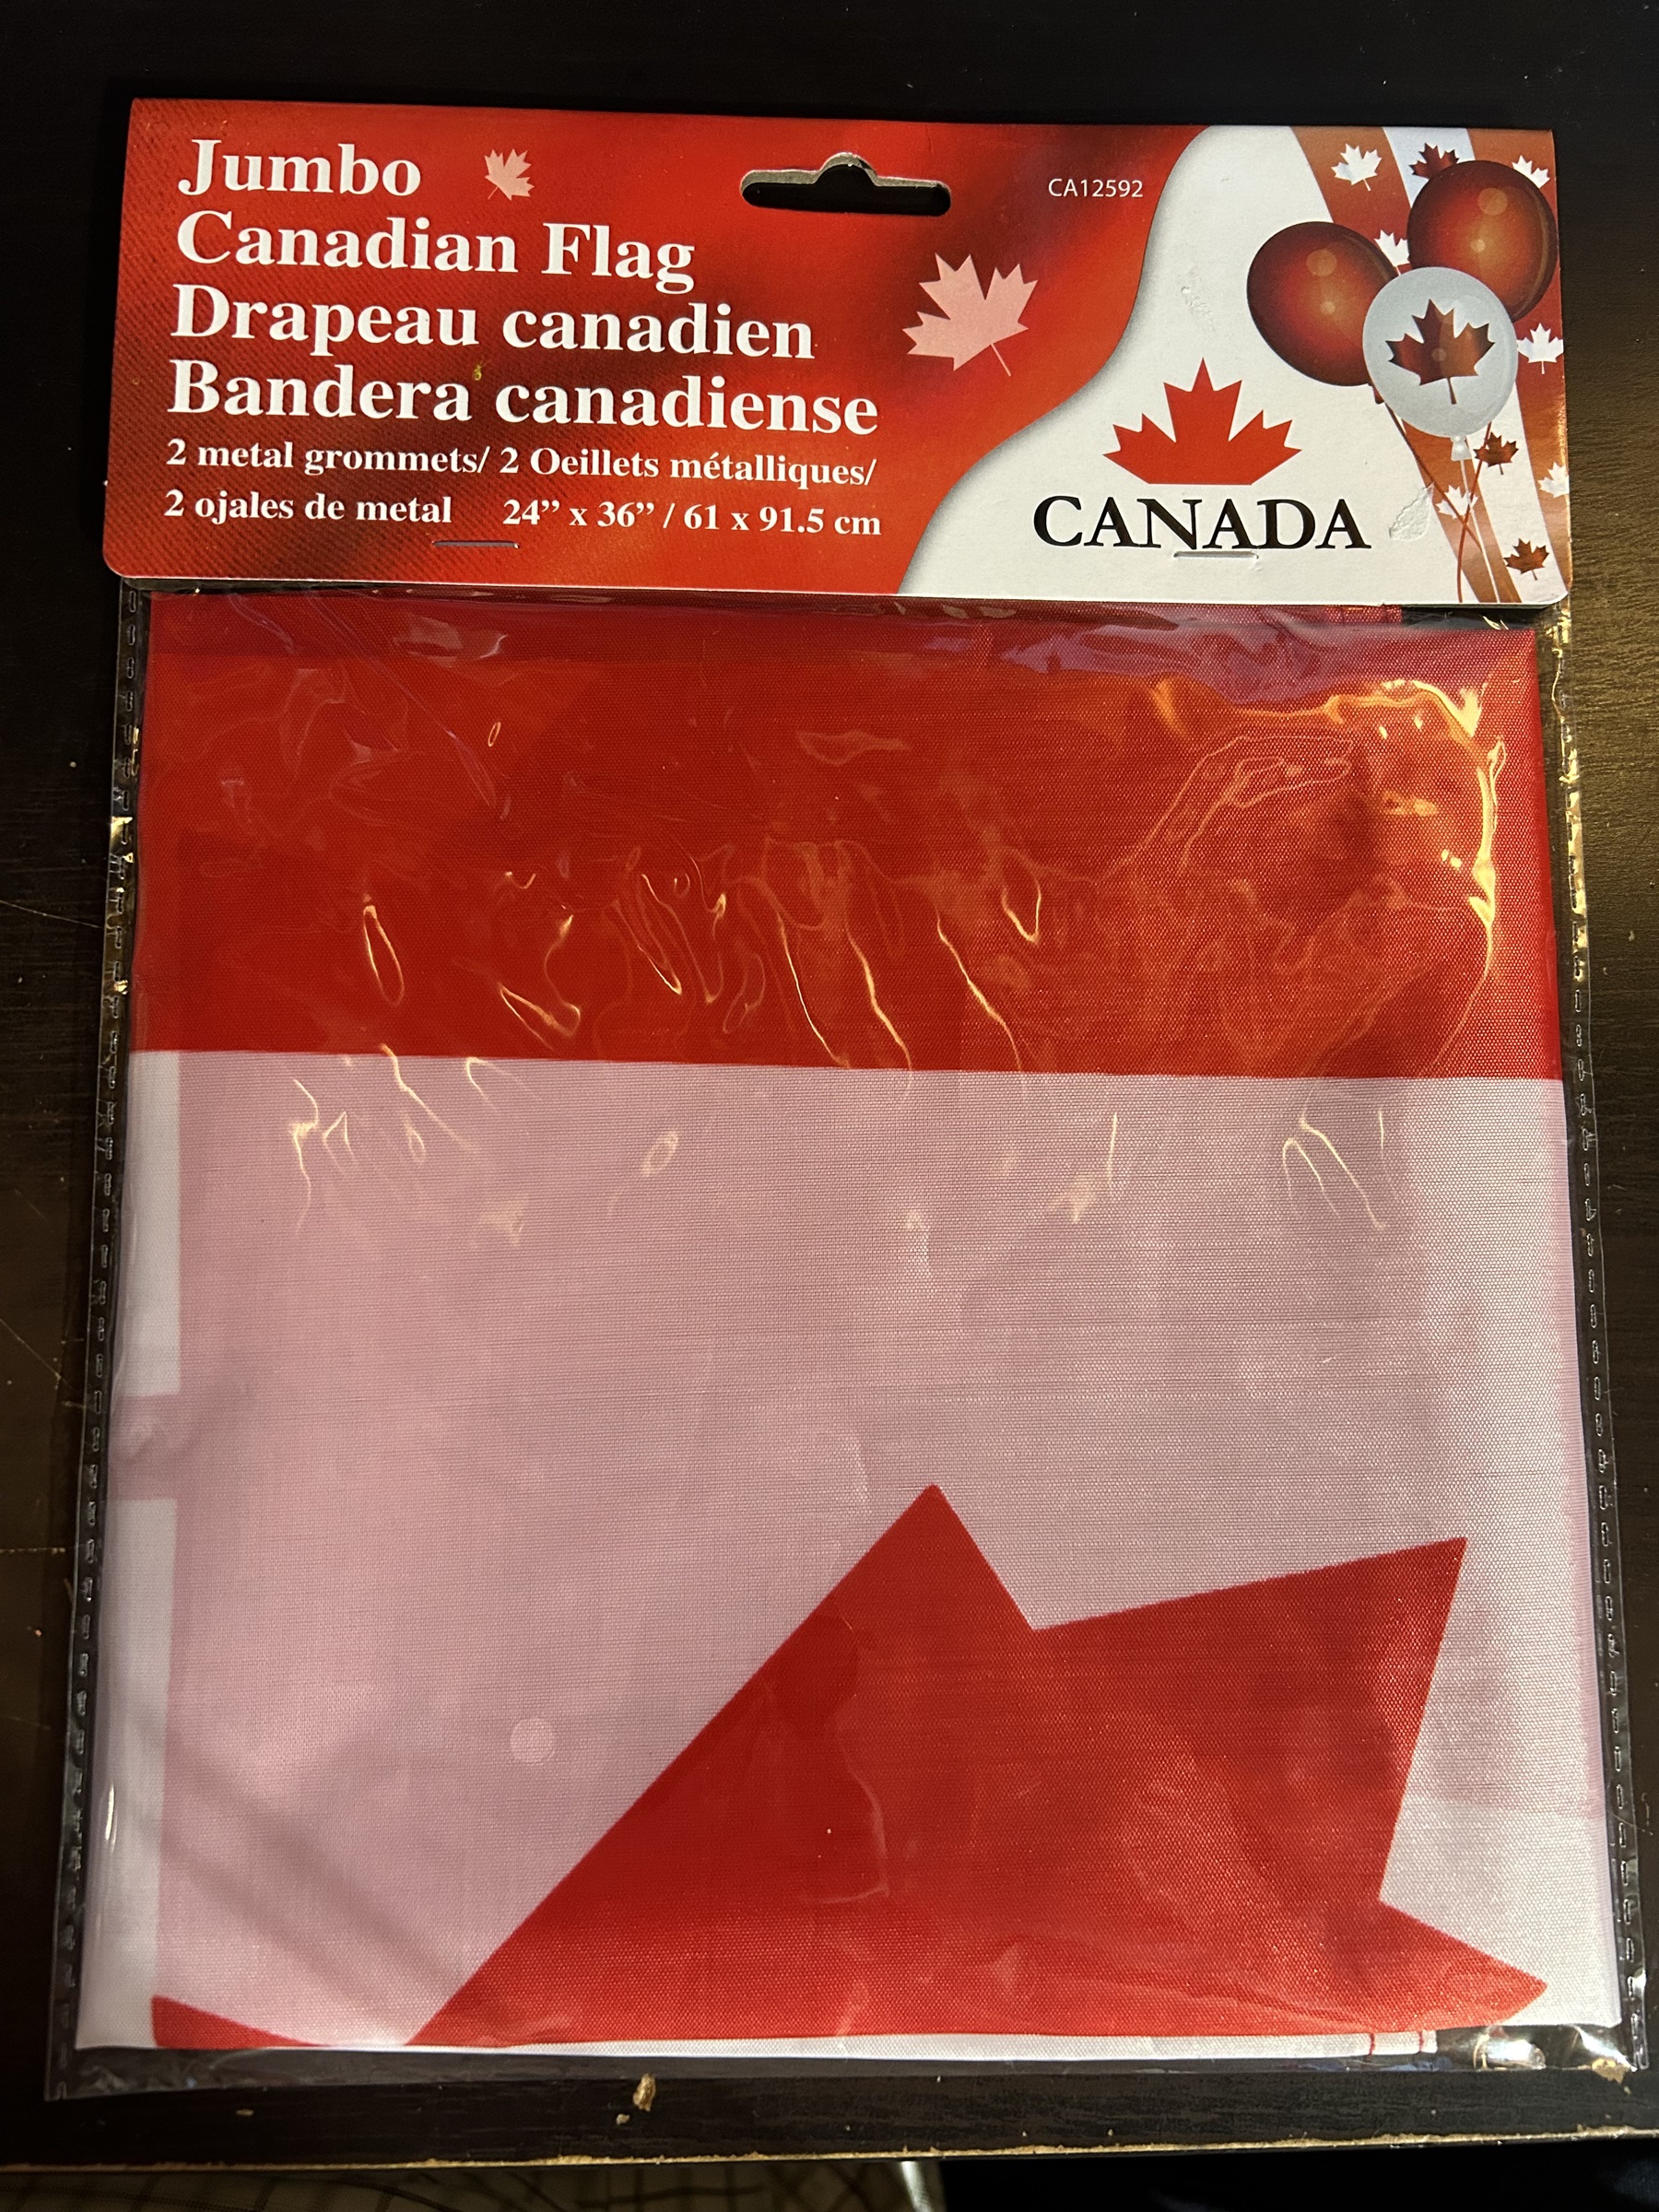 Jumbo
Canadian Flag
Drapeau canadien
Bandera canadiense
2 metal grommets/ 2 Oeillets métalliques/
2 ojales de metal 24” x 36” / 61 x 91.5 cm
CA12592
CANADA